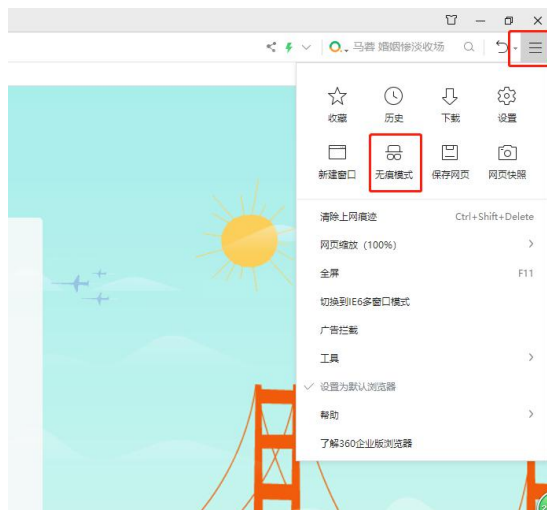 马蓉 婚姻惨淡收场
收藏 历史 下载 设置
新建窗口 无痕模式 保存网页 网页快照
清除上网痕迹 Ctrl+Shift+Delete
网页缩放 (100%)
全屏 F11
切换到IE6多窗口模式
广告拦截
工具
设置为默认浏览器
帮助
了解360企业版浏览器